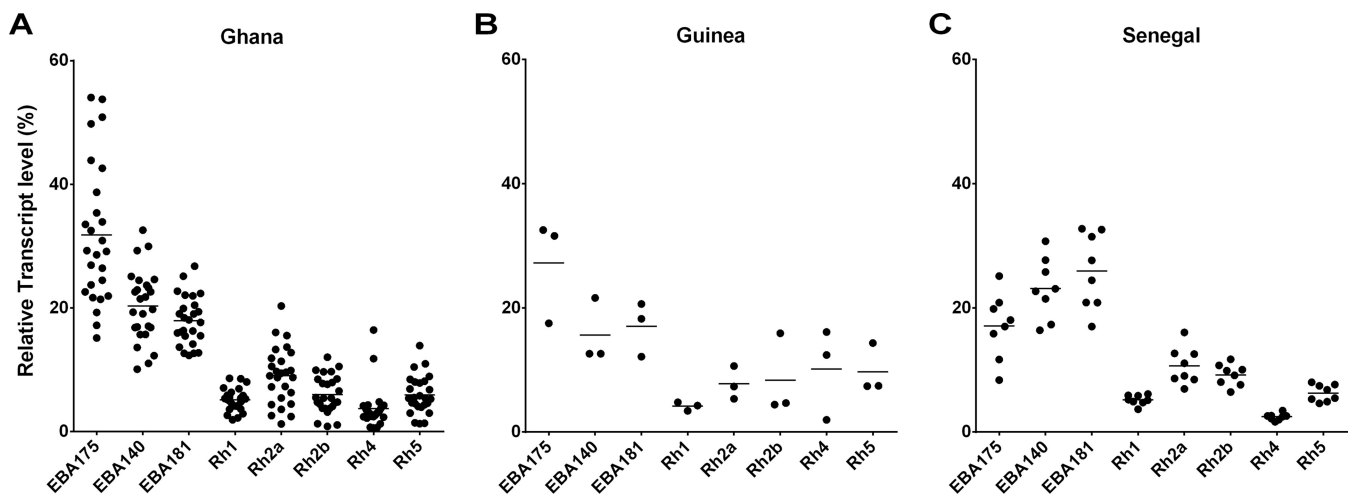 A
Ghana
Relative Transcript level (%)
60
40
20
0
EBA175
EBA140
EBA181
Rh1
Rh2a
Rh2b
Rh4
Rh5
B
Guinea
60
40
20
0
EBA175
EBA140
EBA181
Rh1
Rh2a
Rh2b
Rh4
Rh5
C
Senegal
60
40
20
0
EBA175
EBA140
EBA181
Rh1
Rh2a
Rh2b
Rh4
Rh5